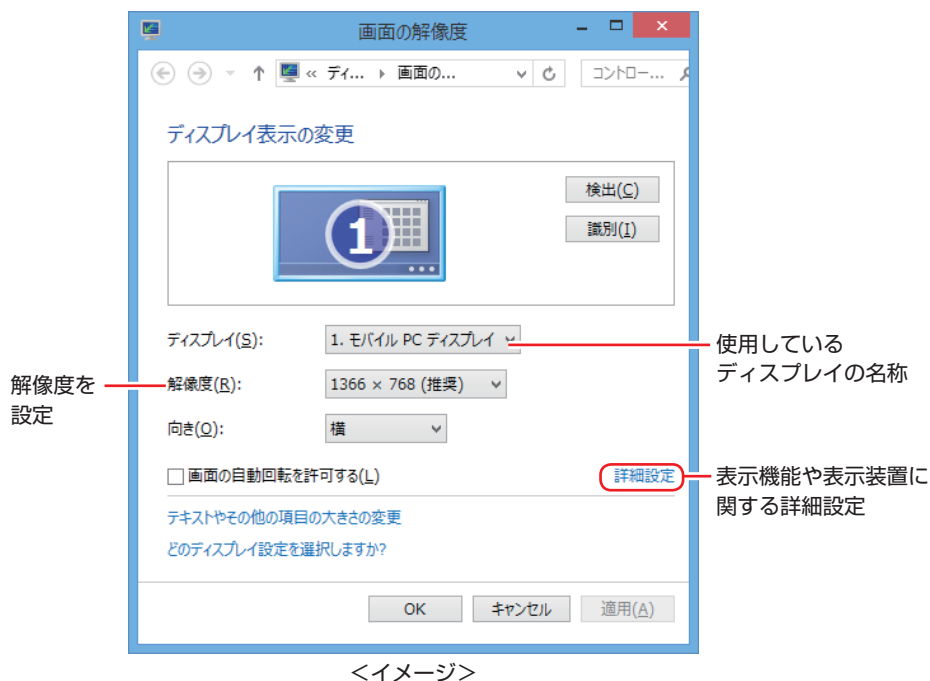 画面の解像度
« ディ... 画面の... コントロー...
ディスプレイ表示の変更
検出(C)
識別(I)
1
ディスプレイ(S):
1. モバイル PC ディスプレイ
使用している
ディスプレイの名称
解像度を
設定
解像度(R):
1366 × 768 (推奨)
向き(O):
横
画面の自動回転を許可する(L)
詳細設定
表示機能や表示装置に
関する詳細設定
テキストやその他の項目の大きさの変更
どのディスプレイ設定を選択しますか?
OK キャンセル 適用(A)
<イメージ>